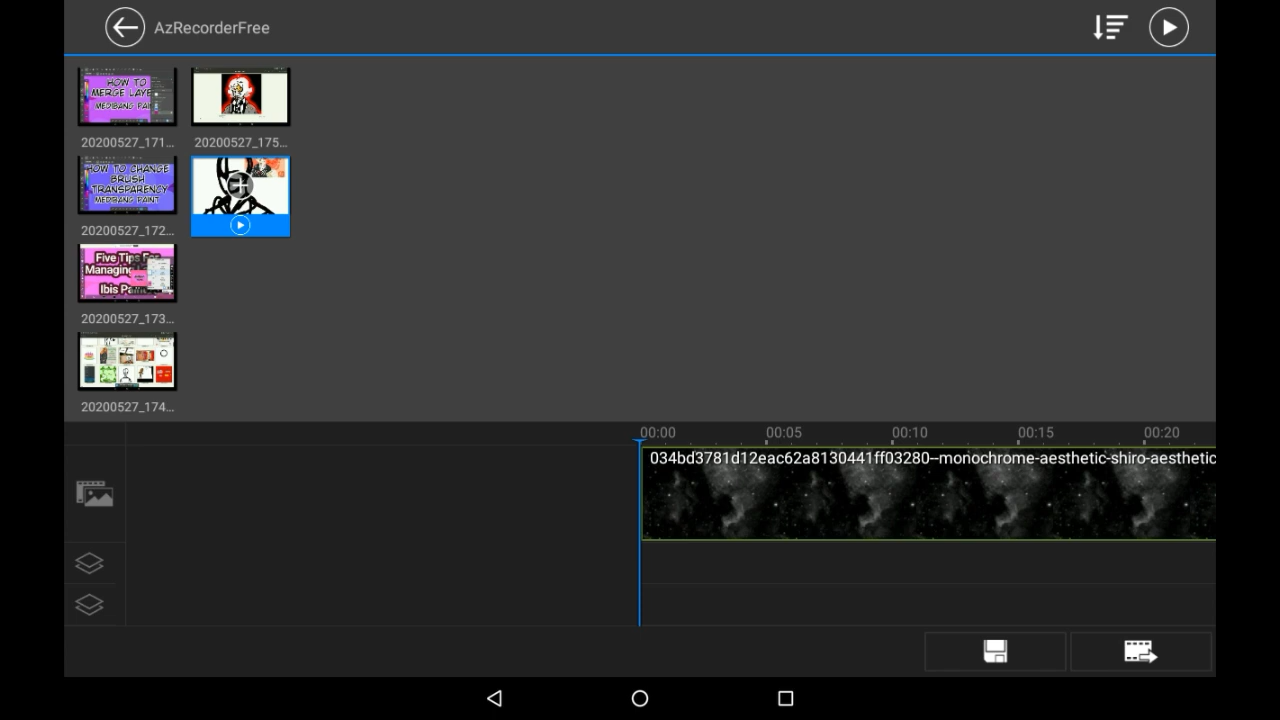 AzRecorderFree
HOW TO
MERGE LAYE
MEDIBANG PAI
20200527_171...
20200527_175...
HOW TO CHANGE
BRUSH
TRANSPARENCY
MEDIBANG PAINT
20200527_172...
Five Tips For
Managing
Ibis Pa
20200527_173...
20200527_174...
00:00 00:05 00:10 00:15 00:20
034bd3781d12eac62a8130441ff03280--monochrome-aesthetic-shiro-aesthetic